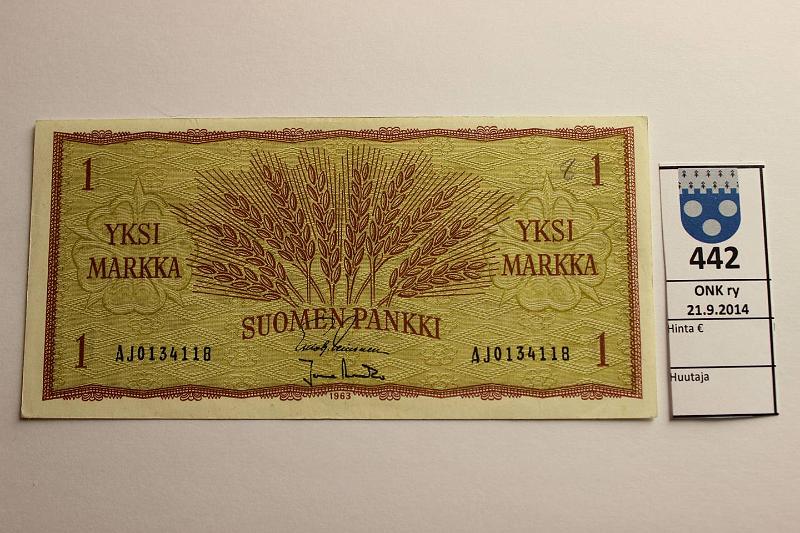 1
1
YKSI
MARKKA
YKSI
MARKKA
SUOMEN PANKKI
1
AJ0134118
AJ0134118
1
1963
442
ONK ry
21.9.2014
Hinta €
Huutaja